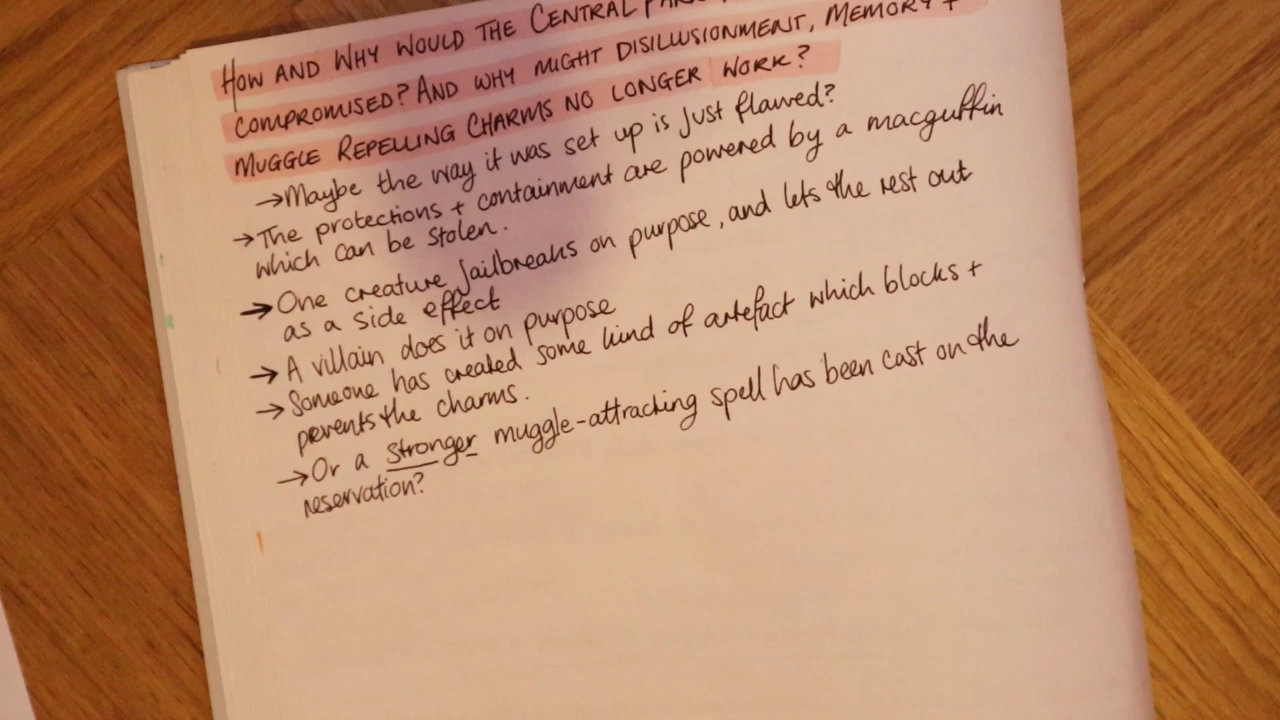 HOW AND WHY WOULD THE CENTRAL
COMPROMISED? AND WHY MIGHT DISILLUSIONMENT, MEMORY +
MUGGLE REPELLING CHARMS NO LONGER WORK?
→ Maybe the way it was set up is just flawed?
→ The protections + containment are powered by a macguffin
which can be stolen.
→ One creature jailbreaks on purpose, and lets the rest out
as a side effect
→ A villain does it on purpose
→ Someone has created some kind of artefact which blocks +
prevents the charms.
→ Or a stronger muggle-attracting spell has been cast on the
reservation?